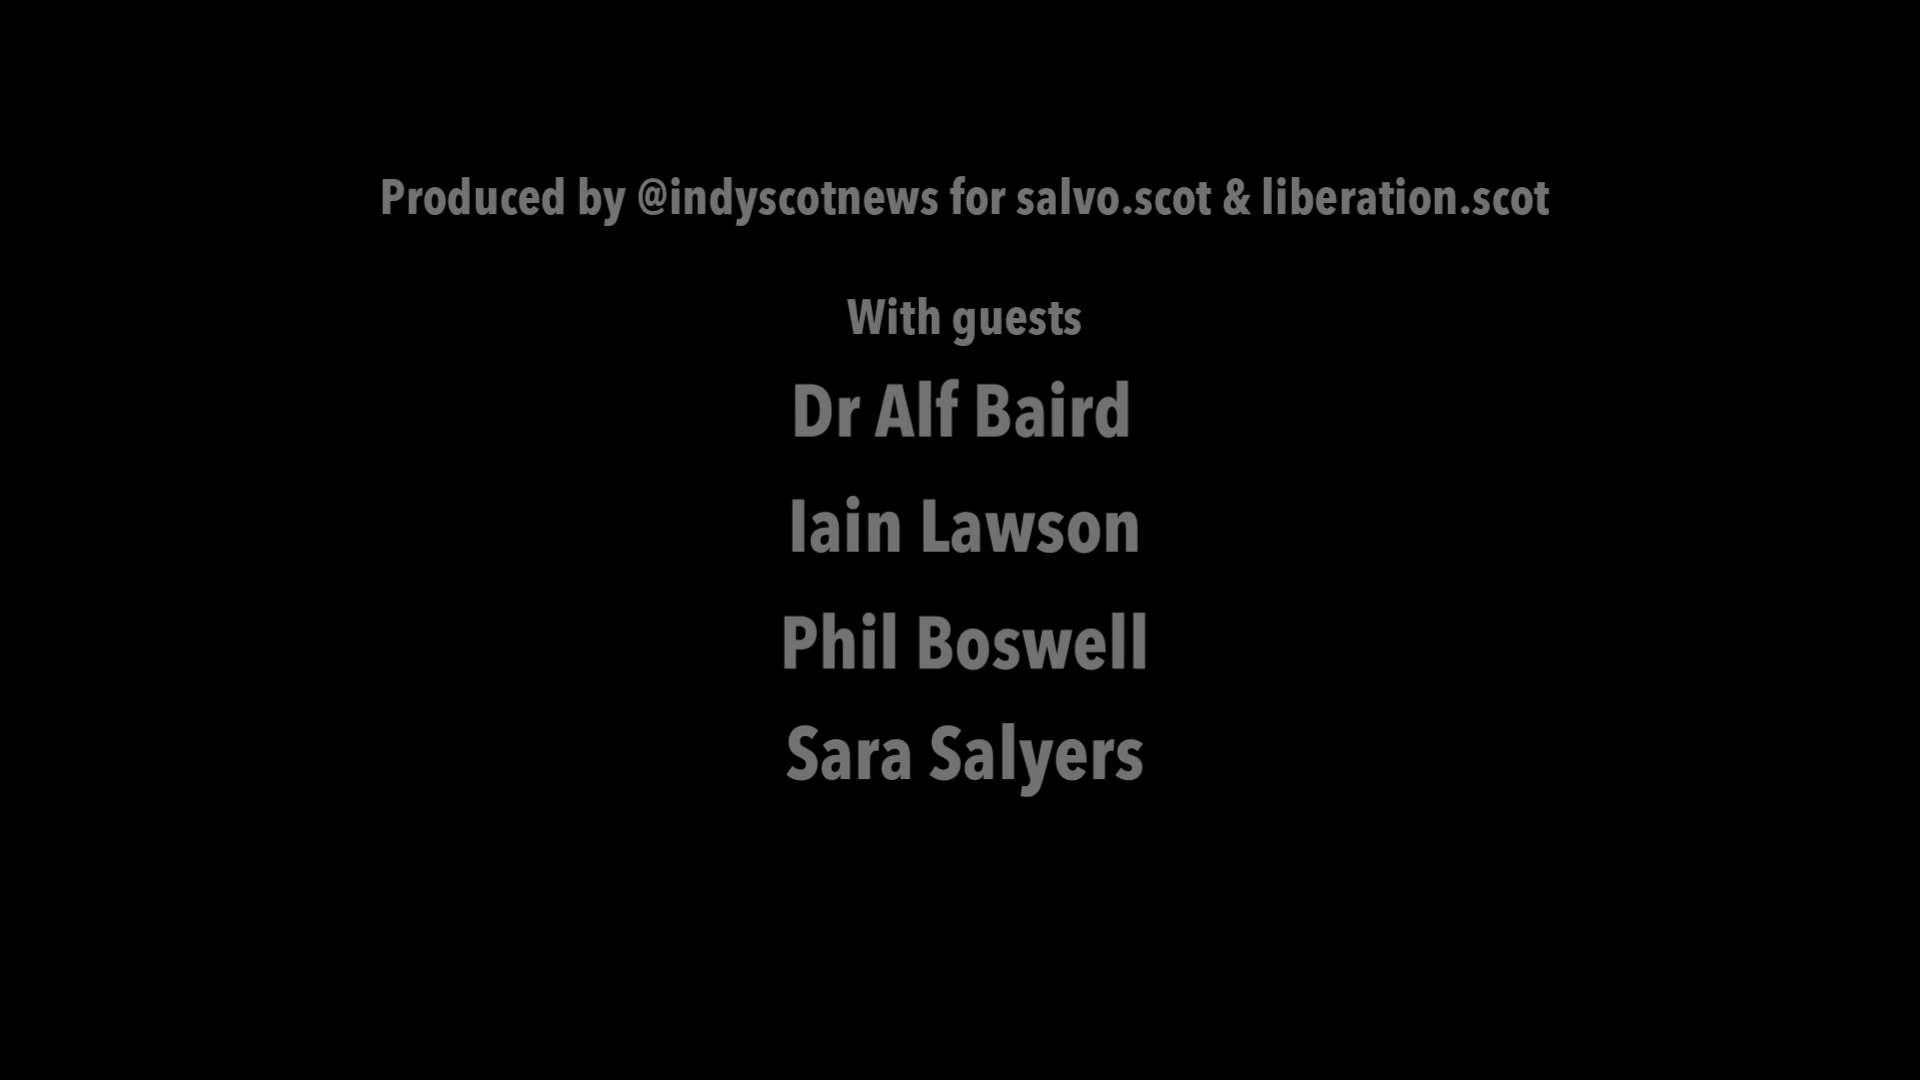 Produced by @indyscotnews for salvo.scot & liberation.scot
With guests
Dr Alf Baird
Iain Lawson
Phil Boswell
Sara Salyers